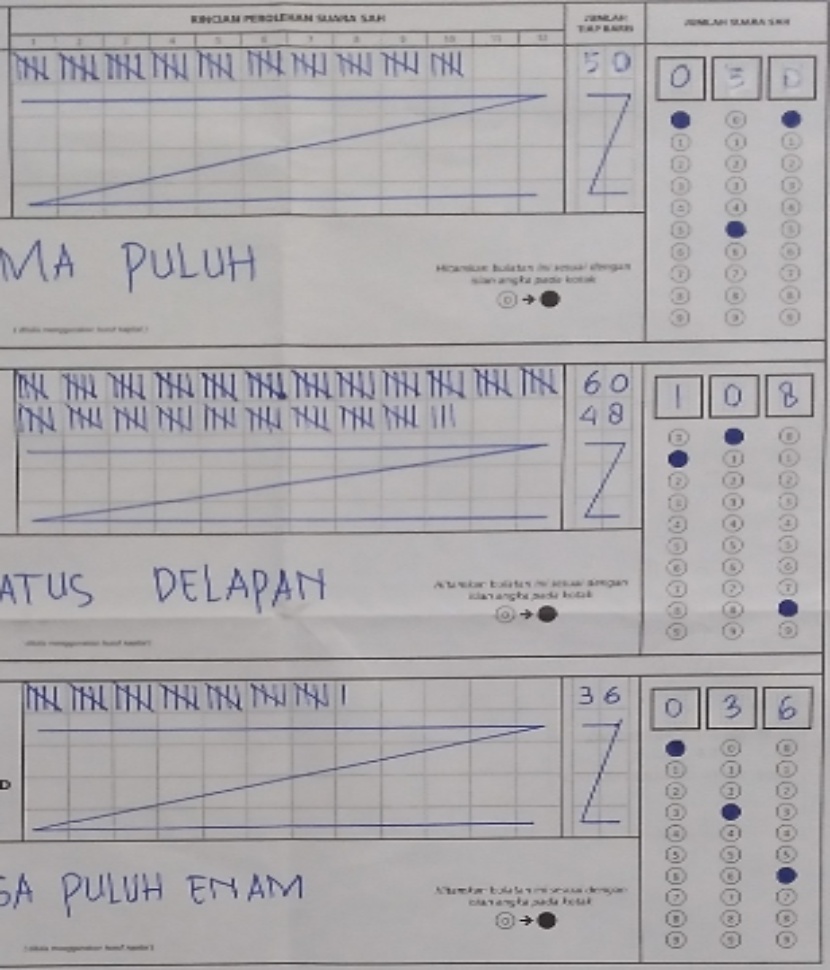 RINCIAN PEROLEHAN SUARA SAH
JUMLAH TIAP BARIS
JUMLAH SUARA SAH
1 2 3 4 5 6 7 8 9 10 11 12
50
0 5 0
MA PULUH
Hitamkan bulatan ini sesuai dengan
isian angka pada kotak
0 → ●
(ditulis menggunakan huruf kapital)
60
48
1 0 8
ATUS DELAPAN
Hitamkan bulatan ini sesuai dengan
isian angka pada kotak
0 → ●
(ditulis menggunakan huruf kapital)
36
0 3 6
D
GA PULUH ENAM
Hitamkan bulatan ini sesuai dengan
isian angka pada kotak
0 → ●
(ditulis menggunakan huruf kapital)